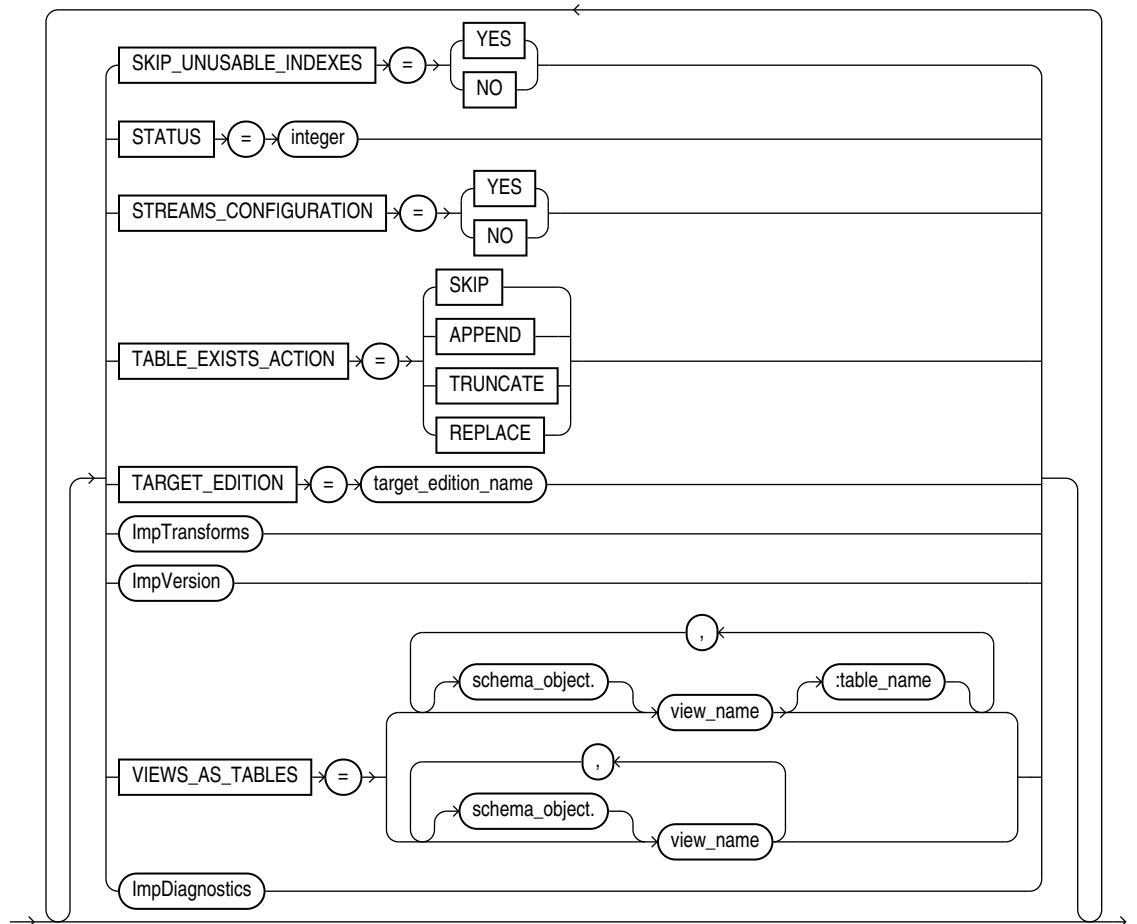 YES
SKIP_UNUSABLE_INDEXES =
NO
STATUS = integer
YES
STREAMS_CONFIGURATION =
NO
SKIP
APPEND
TABLE_EXISTS_ACTION =
TRUNCATE
REPLACE
TARGET_EDITION = target_edition_name
ImpTransforms
ImpVersion
,
schema_object. :table_name
view_name
,
VIEWS_AS_TABLES =
schema_object.
view_name
ImpDiagnostics